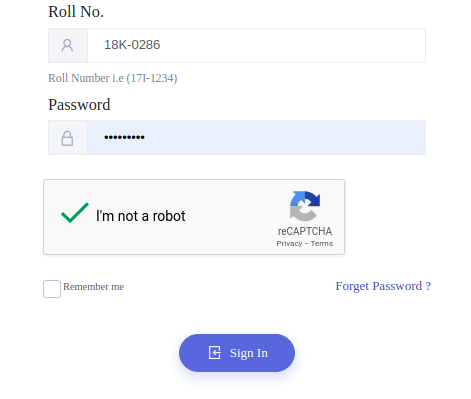 Roll No.
18K-0286
Roll Number i.e (17I-1234)
Password
•••••••••
I'm not a robot
reCAPTCHA
Privacy - Terms
Remember me
Forget Password ?
Sign In